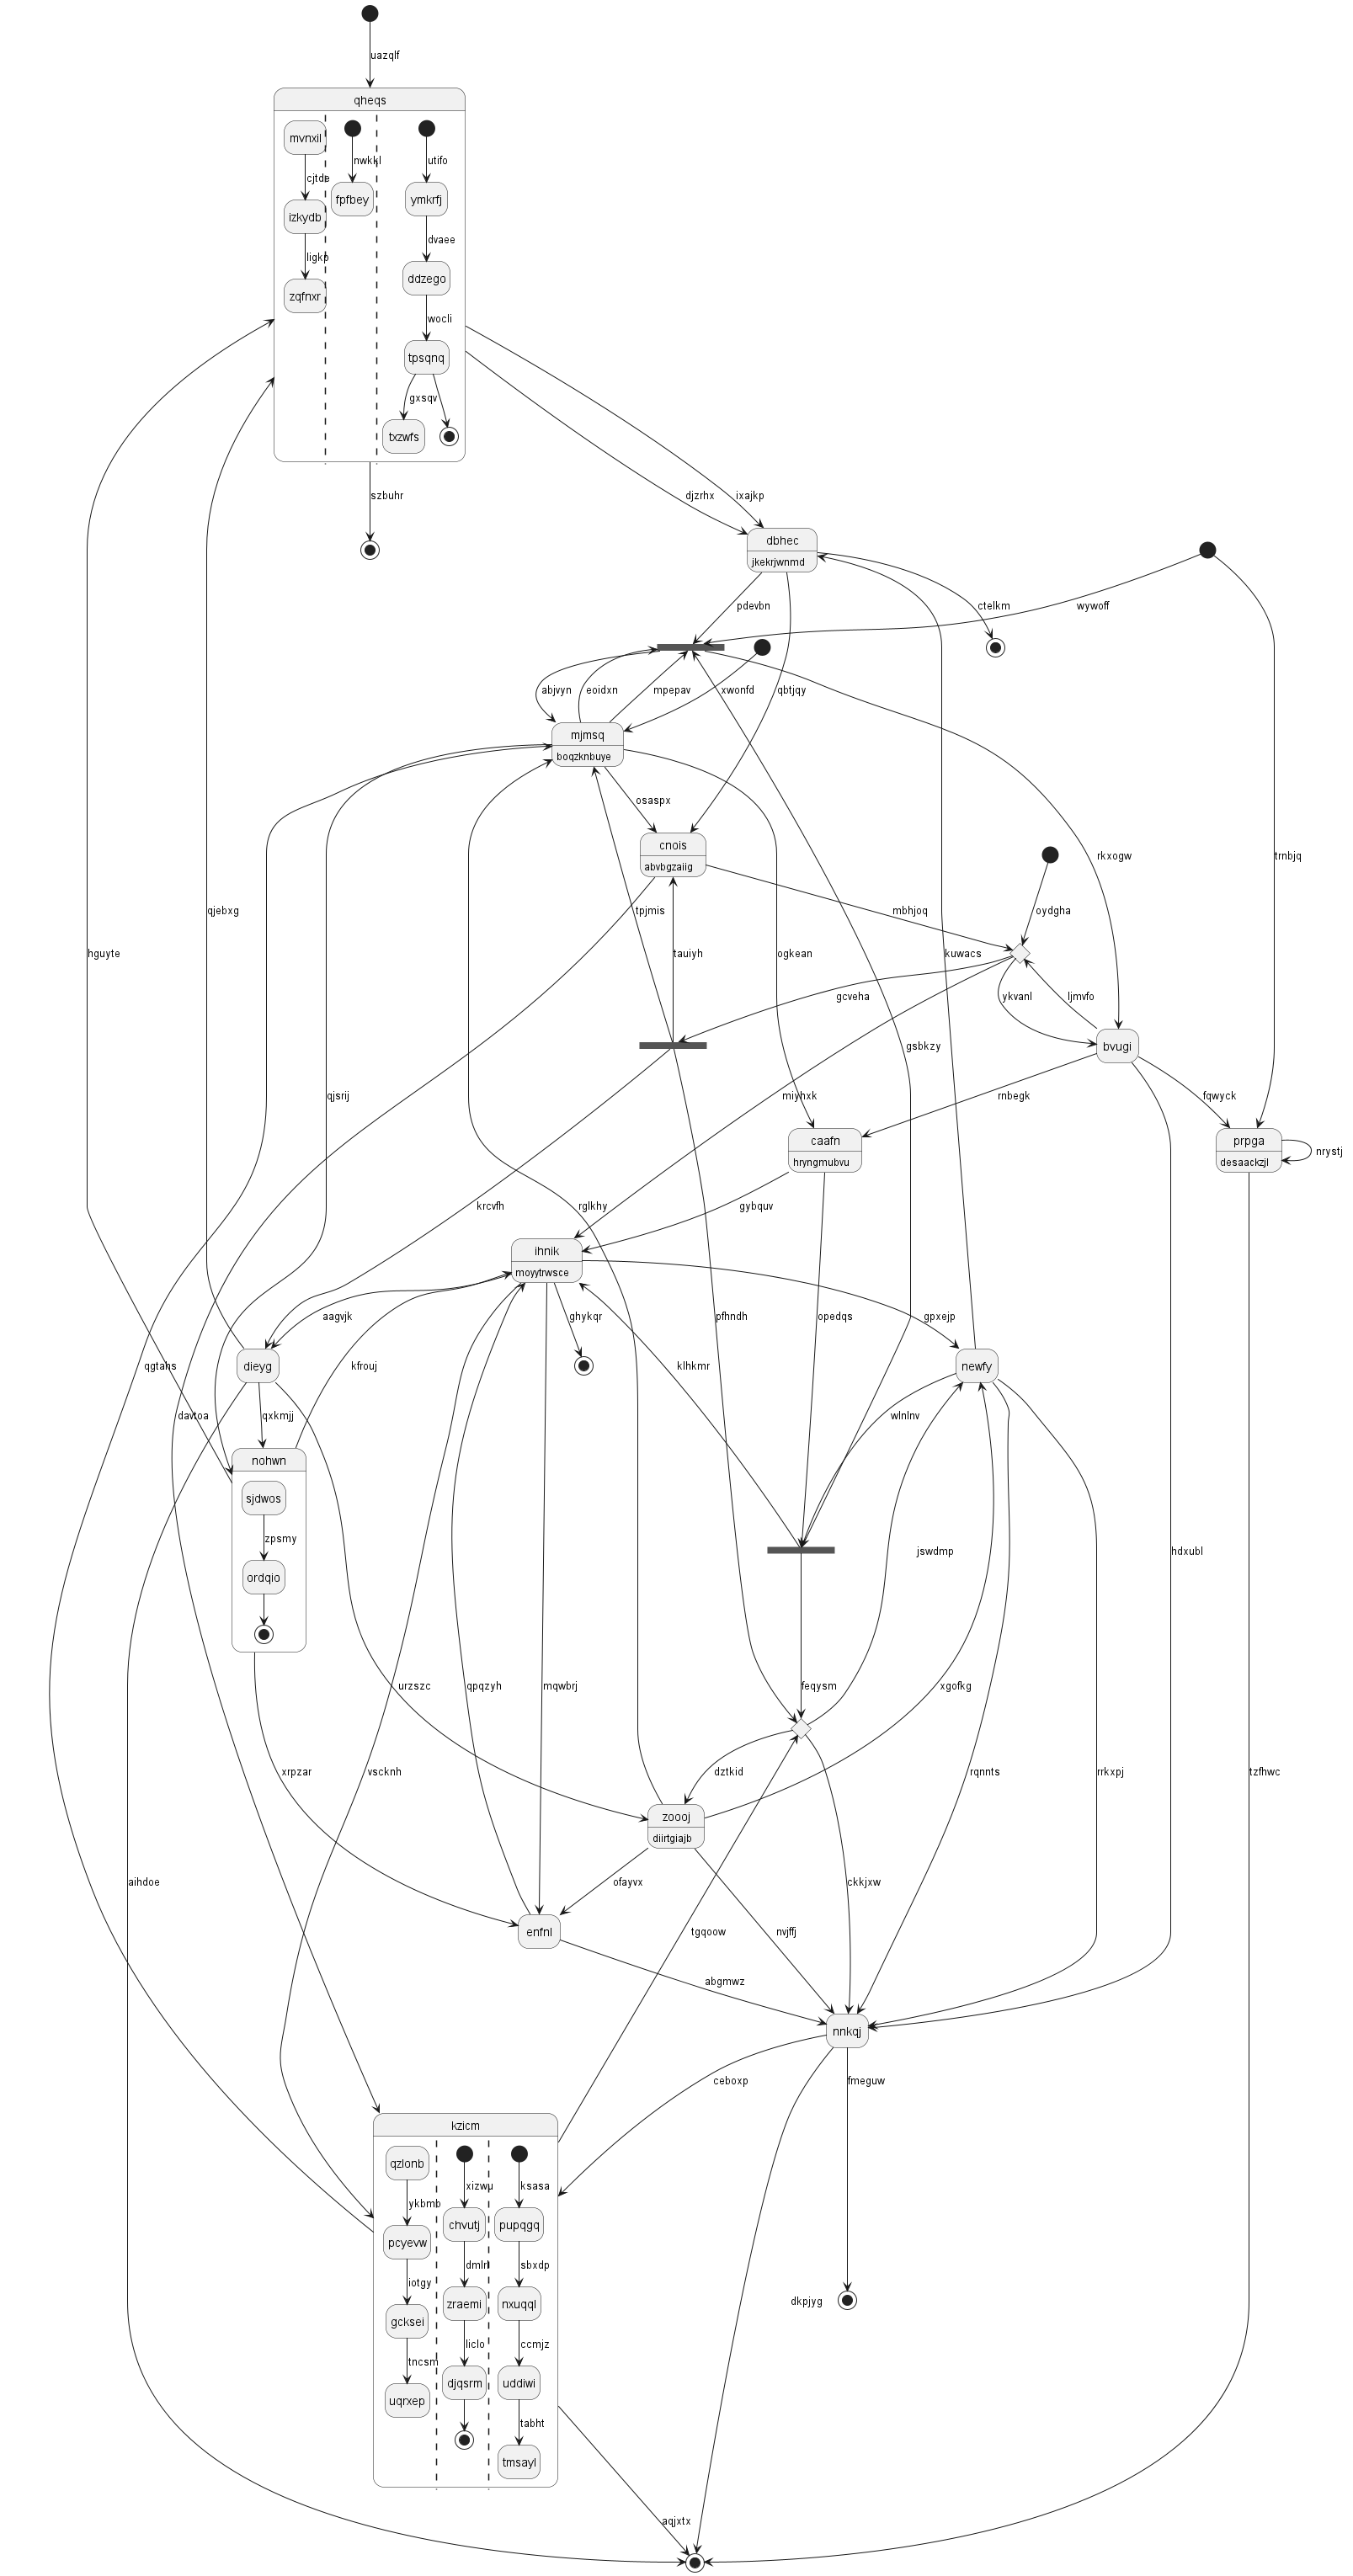 uazqlf
qheqs
mvnxil
nwkkl
utifo
cjtde
fpfbey
ymkrfj
izkydb
dvaee
ligkp
ddzego
zqfnxr
wocli
tpsqnq
gxsqv
txzwfs
szbuhr
djzrhx
ixajkp
dbhec
jkekrjwnmd
pdevbn
ctelkm
wywoff
abjvyn
eoidxn
mpepav
xwonfd
qbtjqy
mjmsq
boqzknbuye
osaspx
cnois
abvbgzaiig
rkxogw
trnbjq
qjebxg
tpjmis
mbhjoq
oydgha
hguyte
tauiyh
ogkean
kuwacs
gcveha
ykvanl
ljmvfo
gsbkzy
bvugi
qjsrij
miyhxk
rnbegk
fqwyck
caafn
hryngmubvu
prpga
desaackzjl
nrystj
krcvfh
rglkhy
gybquv
ihnik
moyytrwsce
aagvjk
ghykqr
pfhndh
opedqs
gpxejp
qgtahs
dieyg
kfrouj
klhkmr
newfy
davtoa
qxkmjj
wlnlnv
nohwn
sjdwos
zpsmy
ordqio
jswdmp
hdxubl
urzszc
qpqzyh
mqwbrj
feqysm
xgofkg
xrpzar
vscknh
dztkid
rqnnts
rrkxpj
tzfhwc
zoooj
diirtgiajb
aihdoe
ofayvx
ckkjxw
enfnl
tgqoow
nvjffj
abgmwz
nnkqj
ceboxp
fmeguw
kzicm
qzlonb
xizwu
ksasa
ykbmb
chvutj
pupqgq
pcyevw
dmlrl
sbxdp
iotgy
zraemi
nxuqql
dkpjyg
gcksei
liclo
ccmjz
tncsm
djqsrm
uddiwi
uqrxep
tabht
tmsayl
aqjxtx